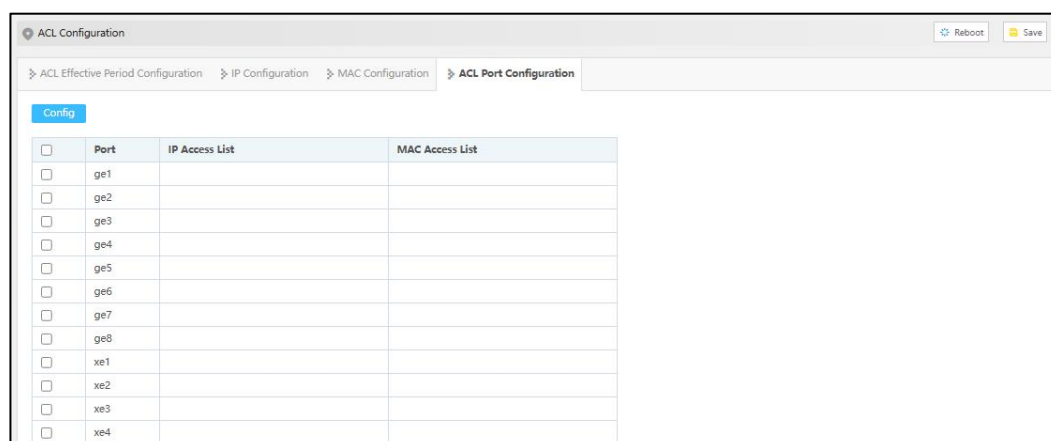 ACL Configuration Reboot Save
ACL Effective Period Configuration IP Configuration MAC Configuration ACL Port Configuration
Config
Port IP Access List MAC Access List
ge1
ge2
ge3
ge4
ge5
ge6
ge7
ge8
xe1
xe2
xe3
xe4